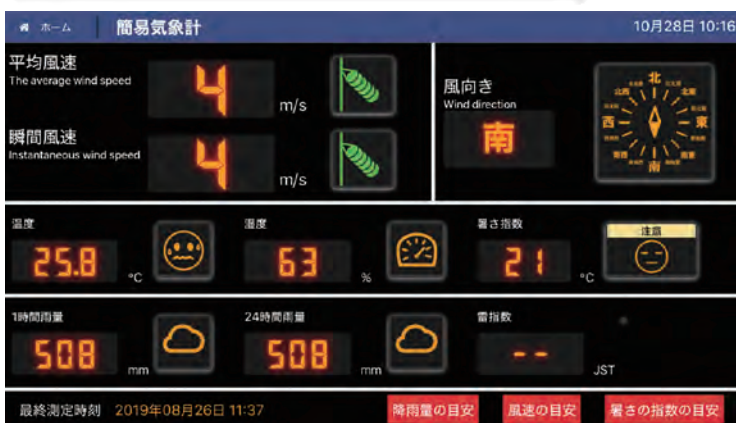 ホーム 簡易気象計 10月28日 10:16
平均風速
The average wind speed
4 m/s
瞬間風速
Instantaneous wind speed
4 m/s
風向き
Wind direction
南
北
西 東
南
温度
25.8 °C
湿度
63 %
暑さ指数
21 °C
注意
1時間雨量
508 mm
24時間雨量
508 mm
雷指数
-- JST
最終測定時刻 2019年08月26日 11:37
降雨量の目安 風速の目安 暑さの指数の目安